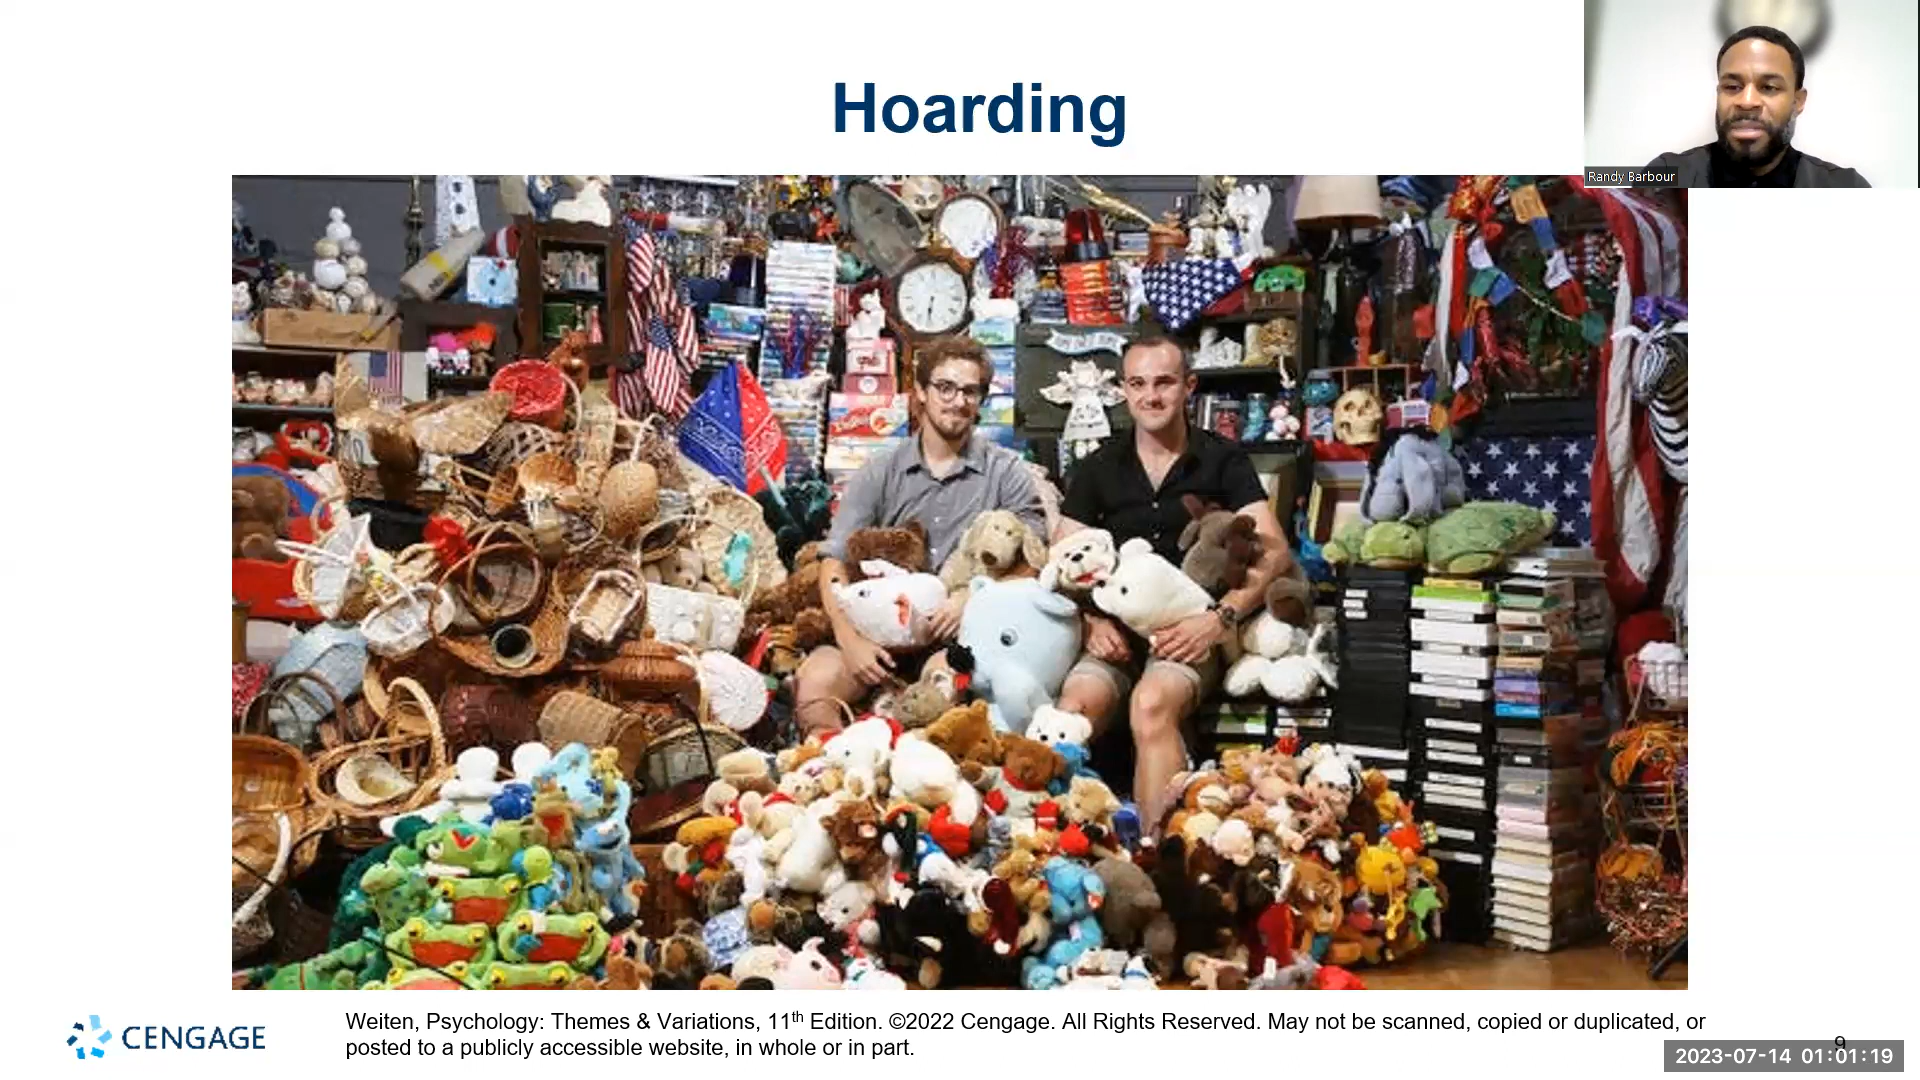 Hoarding
Randy Barbour
CENGAGE
Weiten, Psychology: Themes & Variations, 11th Edition. ©2022 Cengage. All Rights Reserved. May not be scanned, copied or duplicated, or
posted to a publicly accessible website, in whole or in part.
9
2023-07-14 01:01:19